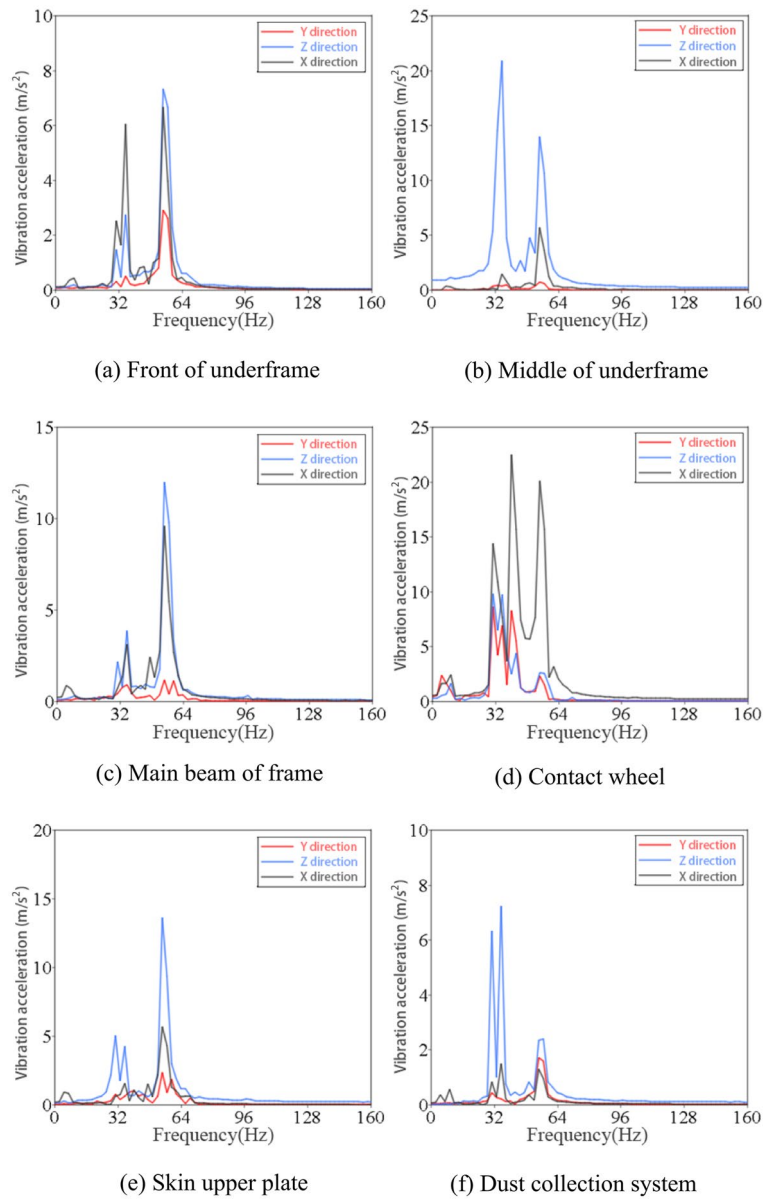 10
8
6
4
2
0
Vibration acceleration (m/s²)
Y direction
Z direction
X direction
0 32 64 96 128 160
Frequency(Hz)
(a) Front of underframe
25
20
15
10
5
0
Vibration acceleration (m/s²)
Y direction
Z direction
X direction
0 32 64 96 128 160
Frequency(Hz)
(b) Middle of underframe
15
10
5
0
Vibration acceleration (m/s²)
Y direction
Z direction
X direction
0 32 64 96 128 160
Frequency(Hz)
(c) Main beam of frame
25
20
15
10
5
0
Vibration acceleration (m/s²)
Y direction
Z direction
X direction
0 32 64 96 128 160
Frequency(Hz)
(d) Contact wheel
20
15
10
5
0
Vibration acceleration (m/s²)
Y direction
Z direction
X direction
0 32 64 96 128 160
Frequency(Hz)
(e) Skin upper plate
10
8
6
4
2
0
Vibration acceleration (m/s²)
Y direction
Z direction
X direction
0 32 64 96 128 160
Frequency(Hz)
(f) Dust collection system